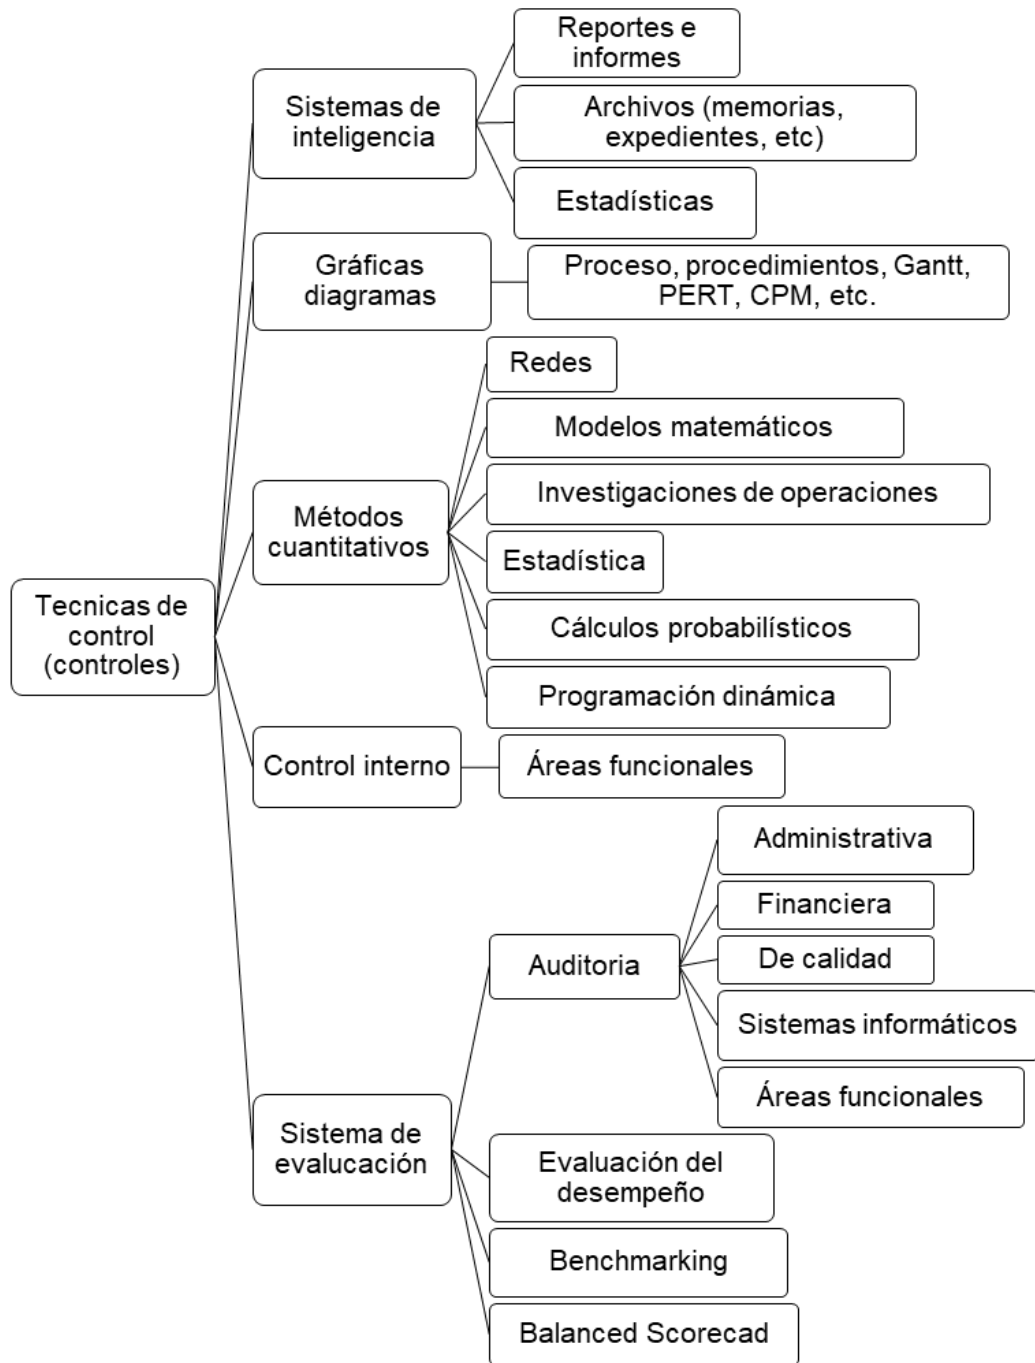 Reportes e
informes
Sistemas de
inteligencia
Archivos (memorias,
expedientes, etc)
Estadísticas
Gráficas
diagramas
Proceso, procedimientos, Gantt,
PERT, CPM, etc.
Redes
Modelos matemáticos
Investigaciones de operaciones
Métodos
cuantitativos
Estadística
Cálculos probabilísticos
Programación dinámica
Tecnicas de
control
(controles)
Control interno
Áreas funcionales
Administrativa
Financiera
Auditoria
De calidad
Sistemas informáticos
Áreas funcionales
Sistema de
evalucación
Evaluación del
desempeño
Benchmarking
Balanced Scorecad